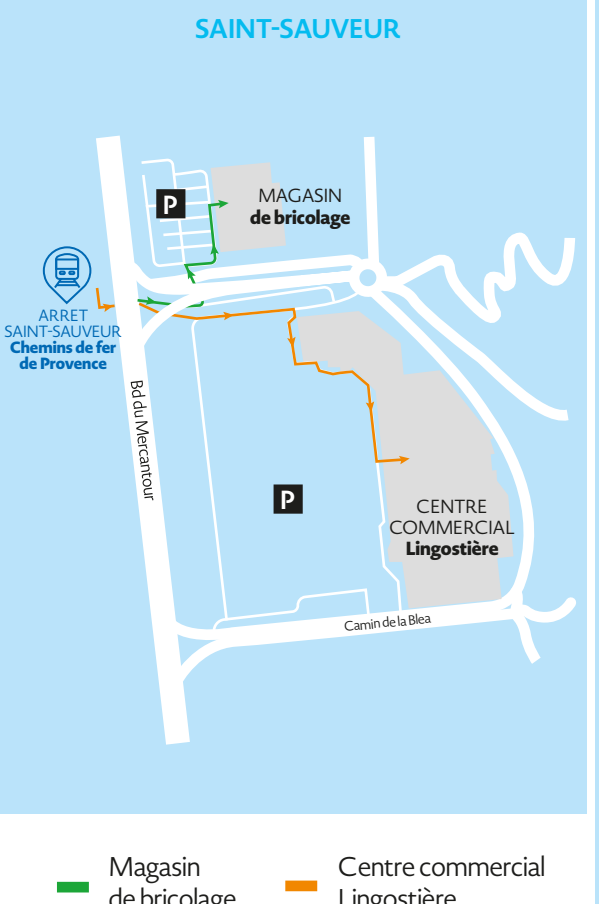 SAINT-SAUVEUR
P
MAGASIN
de bricolage
ARRET
SAINT-SAUVEUR
Chemins de fer
de Provence
Bd du Mercantour
P
CENTRE
COMMERCIAL
Lingostière
Camin de la Blea
Magasin
de bricolage
Centre commercial
Lingostière